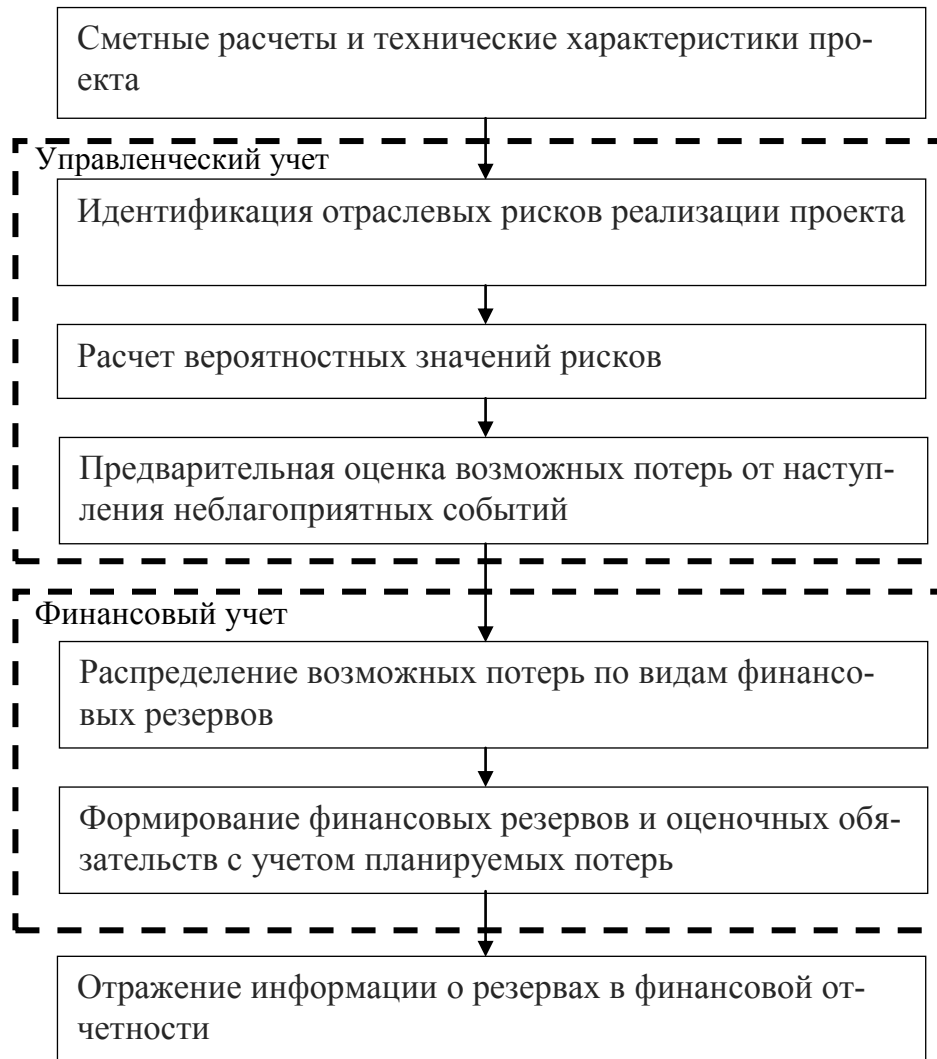 Сметные расчеты и технические характеристики про-
екта
Управленческий учет
Идентификация отраслевых рисков реализации проекта
Расчет вероятностных значений рисков
Предварительная оценка возможных потерь от наступ-
ления неблагоприятных событий
Финансовый учет
Распределение возможных потерь по видам финансо-
вых резервов
Формирование финансовых резервов и оценочных обя-
зательств с учетом планируемых потерь
Отражение информации о резервах в финансовой от-
четности